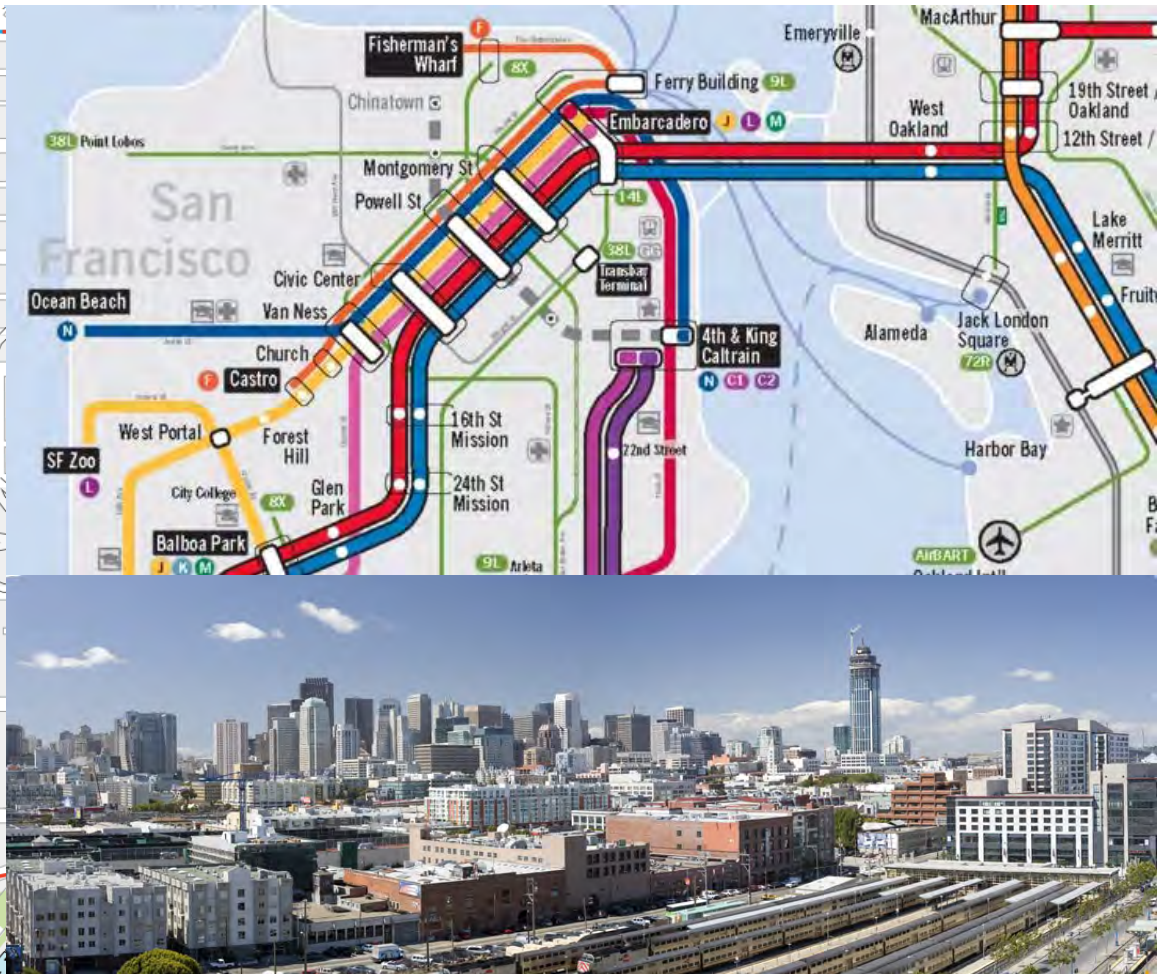 MacArthur
Emeryville
F
Fisherman's
Wharf
8X
Ferry Building 9L
19th Street /
Oakland
Chinatown
West
Oakland
Embarcadero J L M
12th Street /
38L Point Lobos
Montgomery St
San
Francisco
Powell St
14L
Lake
Merritt
38L GG
Transbay
Terminal
Civic Center
Ocean Beach
N
Van Ness
Alameda
Jack London
Square
72R
4th & King
Caltrain
N C1 C2
Church
F Castro
16th St
Mission
West Portal
Forest
Hill
22nd Street
Harbor Bay
SF Zoo
L
City College
8X
Glen
Park
24th St
Mission
Balboa Park
J K M
9L Arleta
AirBART